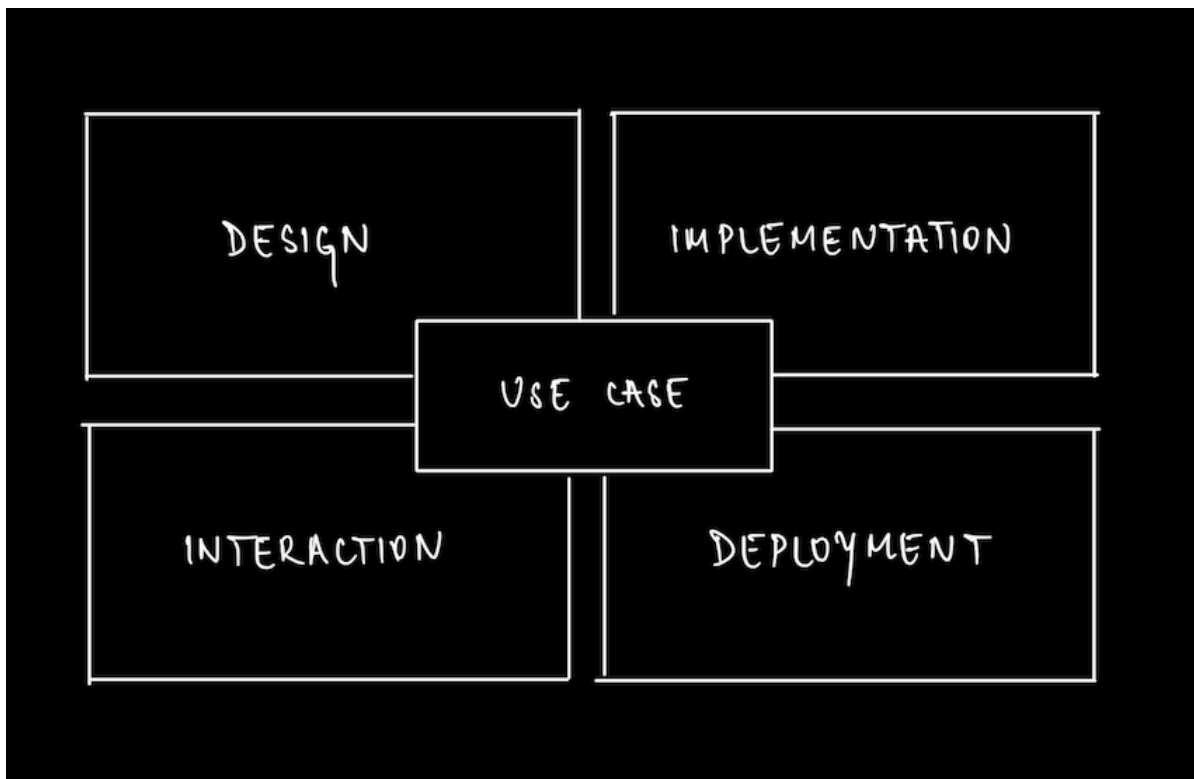 DESIGN
IMPLEMENTATION
USE CASE
INTERACTION
DEPLOYMENT